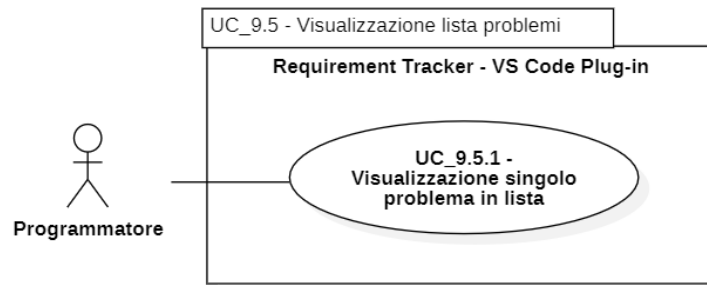 UC_9.5 - Visualizzazione lista problemi
Requirement Tracker - VS Code Plug-in
UC_9.5.1 -
Visualizzazione singolo
problema in lista
Programmatore